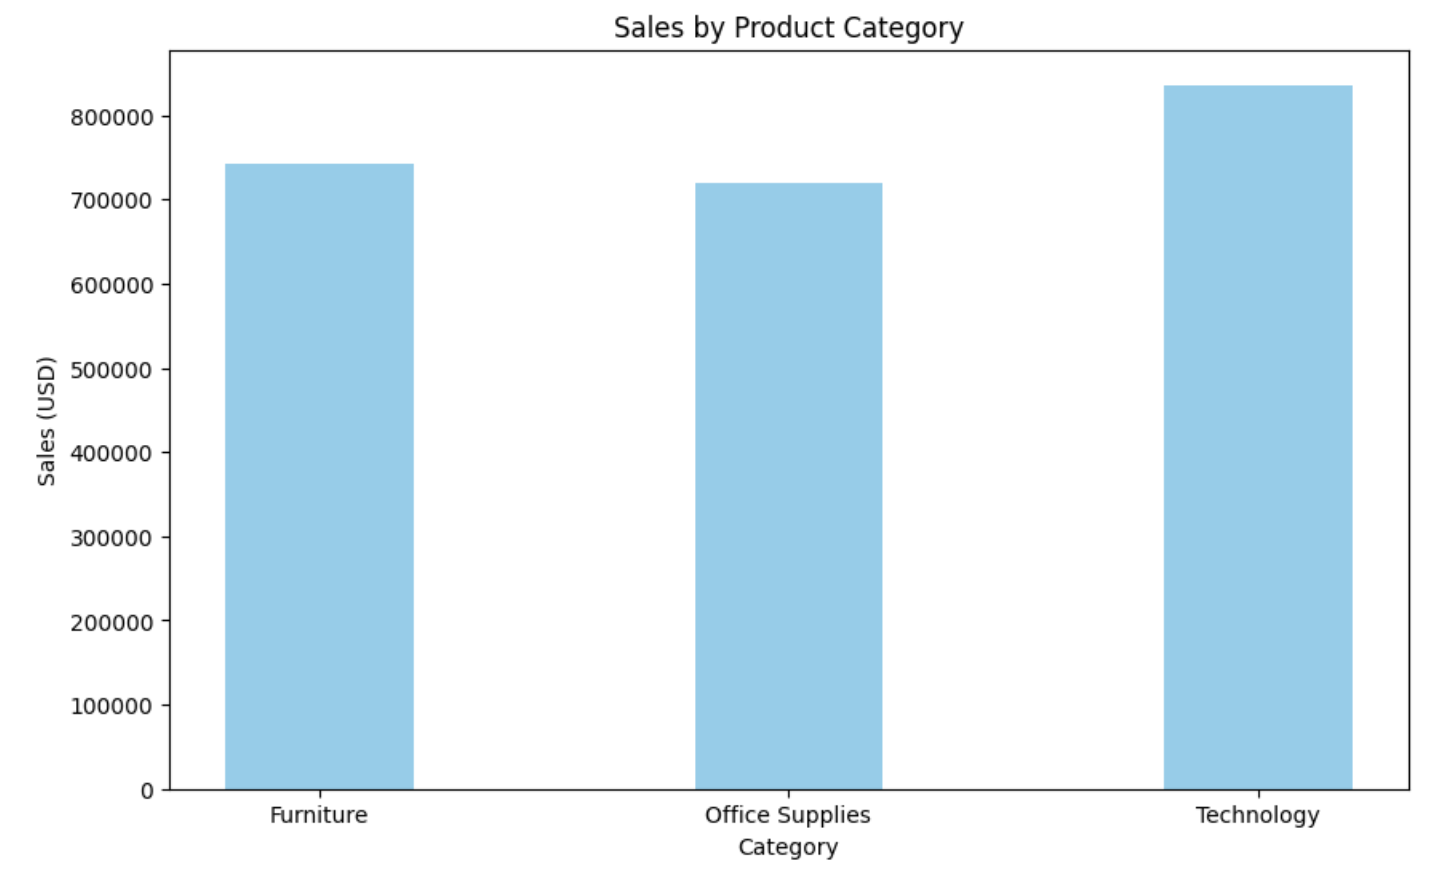 Sales by Product Category
800000
700000
600000
500000
400000
300000
200000
100000
0
Sales (USD)
Furniture
Office Supplies
Technology
Category